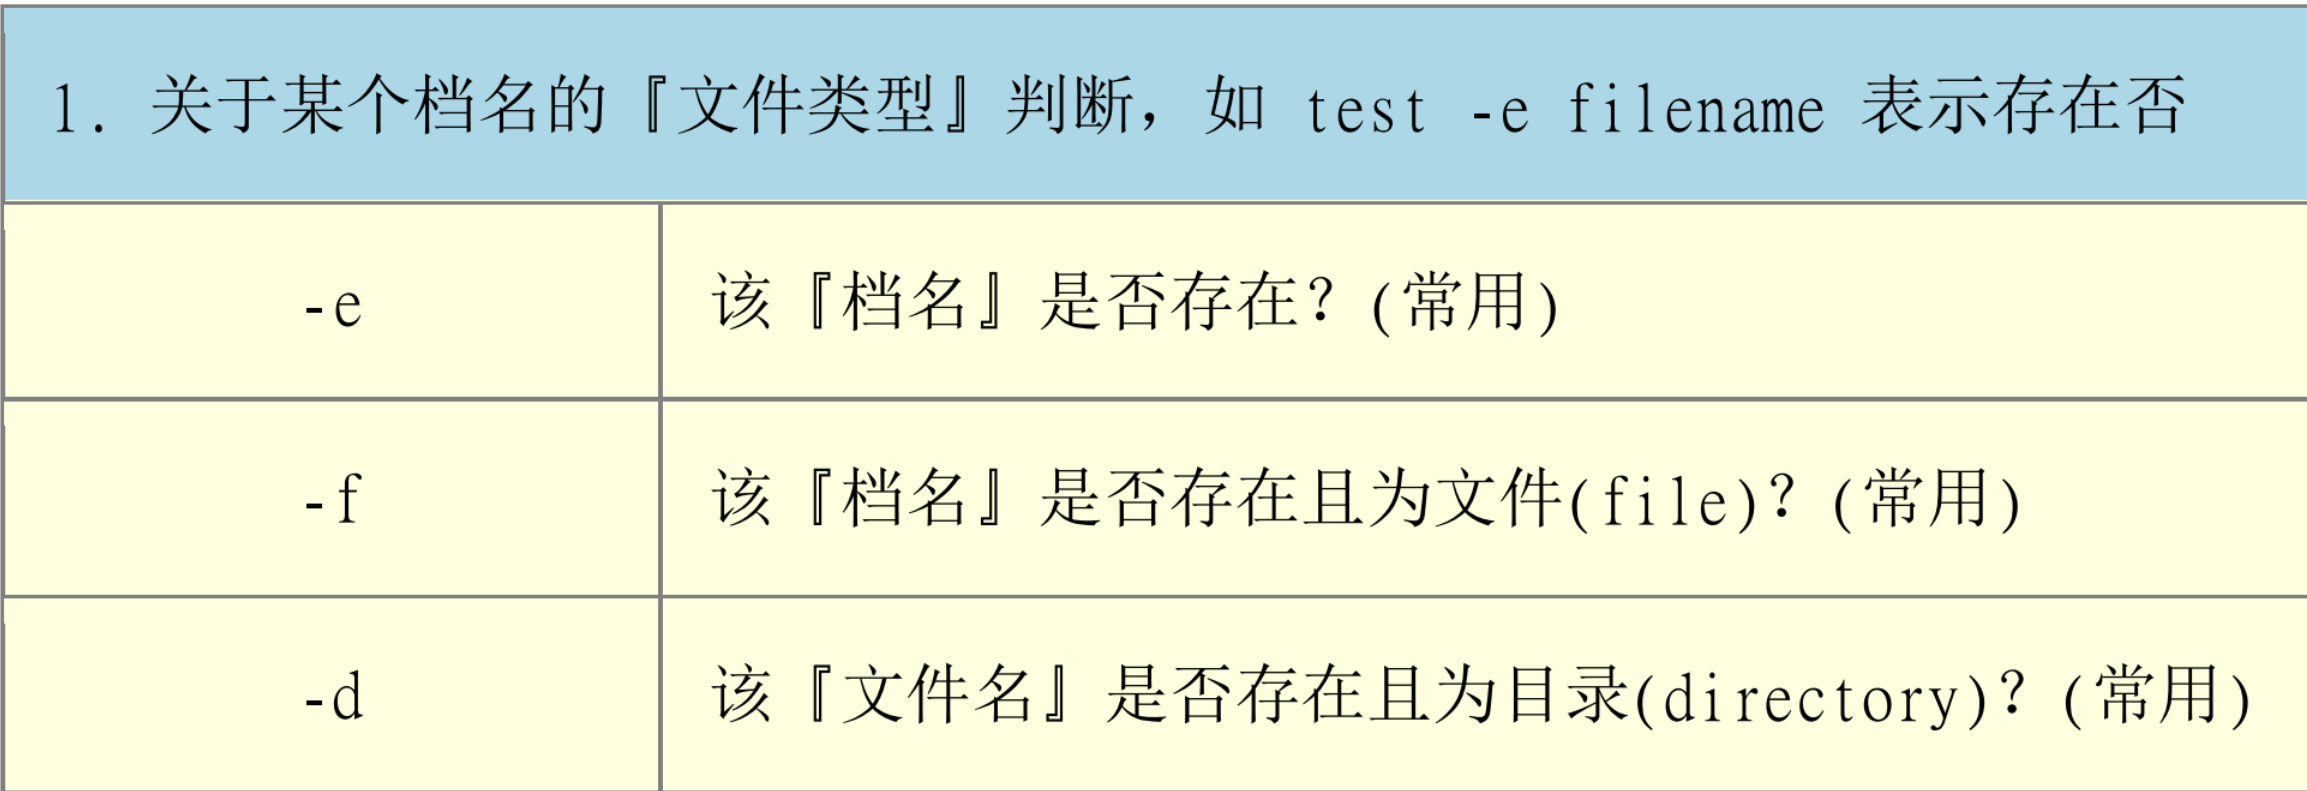 1. 关于某个档名的『文件类型』判断，如 test -e filename 表示存在否
-e 该『档名』是否存在？(常用)
-f 该『档名』是否存在且为文件(file)？(常用)
-d 该『文件名』是否存在且为目录(directory)？(常用)